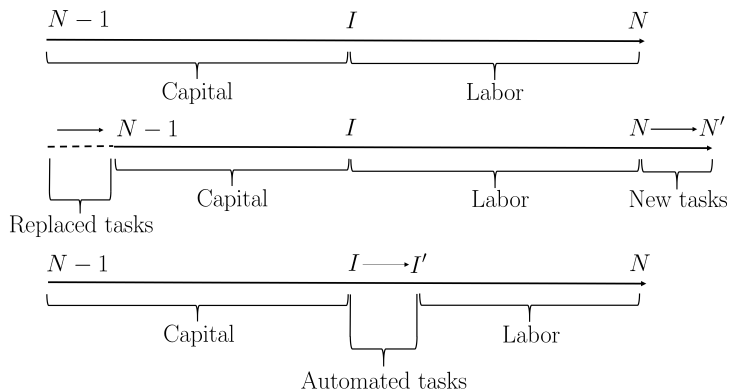 N − 1 I N
Capital Labor
N − 1 I N N′
Capital Labor New tasks
Replaced tasks
N − 1 I I′ N
Capital Labor
Automated tasks